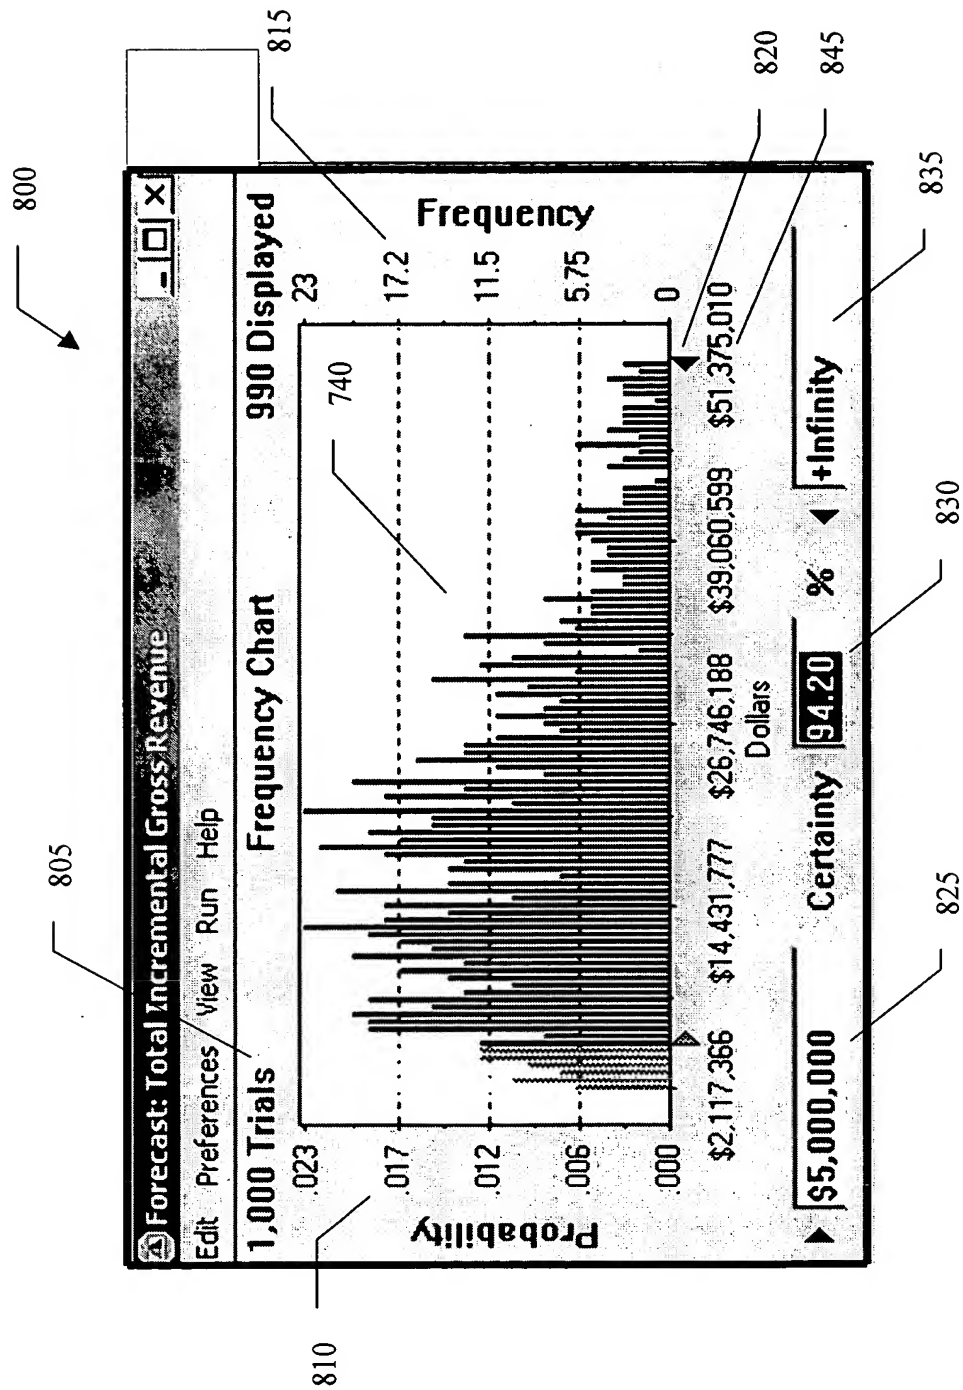 800
805
Forecast: Total Incremental Gross Revenue
Edit Preferences View Run Help
1,000 Trials Frequency Chart 990 Displayed
.023
.017
.012
.006
.000
Probability
810
740
23
17.2
11.5
5.75
0
Frequency
815
820
845
$2,117,366 $14,431,777 $26,746,188 $39,060,599 $51,375,010
Dollars
$5,000,000 Certainty 94.20 % +Infinity
825
830
835